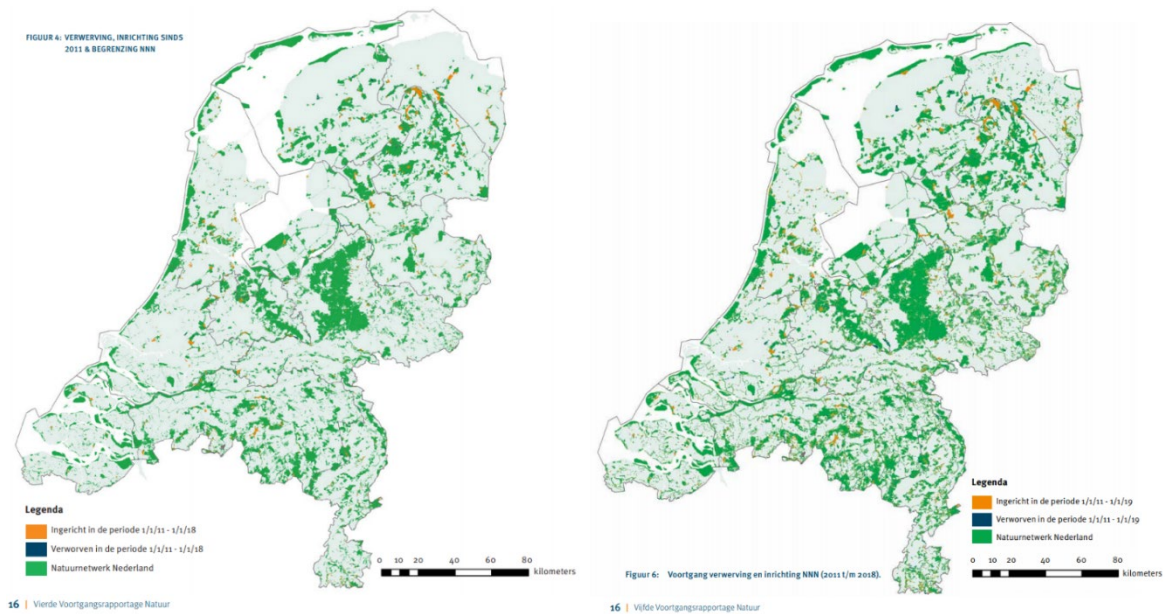 FIGUUR 4: VERWERVING, INRICHTING SINDS
2011 & BEGRENZING NNN
Legenda
Ingericht in de periode 1/1/11 - 1/1/18
Verworven in de periode 1/1/11 - 1/1/18
Natuurnetwerk Nederland
0 20 40 60 80
kilometers
16 | Vierde Voortgangsrapportage Natuur
Legenda
Ingericht in de periode 1/1/11 - 1/1/19
Verworven in de periode 1/1/11 - 1/1/19
Natuurnetwerk Nederland
Figuur 6: Voortgang verwerving en inrichting NNN (2011 t/m 2018).
0 10 20 40 60 80
kilometers
16 | Vijfde Voortgangsrapportage Natuur